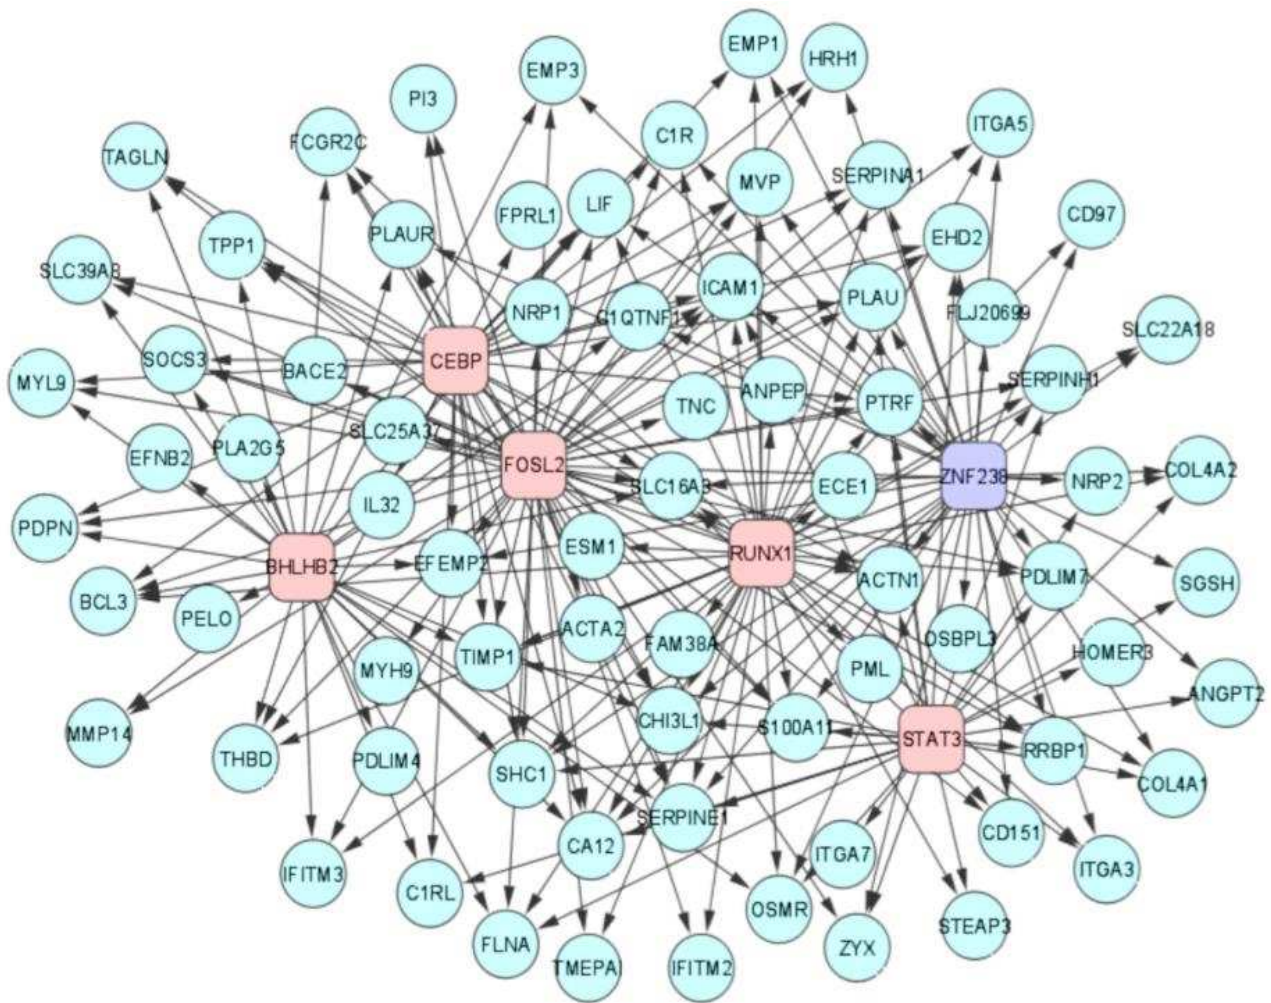 EMP1
HRH1
EMP3
PI3
ITGA5
C1R
FCGR2C
TAGLN
MVP
SERPINA1
LIF
FPRL1
CD97
PLAUR
EHD2
TPP1
SLC39A8
ICAM1
PLAU
NRP1
C1QTNF1
FLJ20699
SLC22A18
SOCS3
CEBP
BACE2
SERPINH1
MYL9
ANPEP
PTRF
TNC
SLC25A37
PLA2G5
EFNB2
FOSL2
COL4A2
ZNF238
NRP2
SLC16A3
ECE1
IL32
PDPN
ESM1
RUNX1
BHLHB2
EFEMP2
ACTN1
PDLIM7
SGSH
BCL3
PELO
ACTA2
FAM38A
OSBPL3
HOMER3
TIMP1
MYH9
PML
ANGPT2
CHI3L1
S100A11
MMP14
STAT3
RRBP1
THBD
PDLIM4
SHC1
COL4A1
SERPINE1
CD151
CA12
ITGA7
ITGA3
IFITM3
C1RL
OSMR
STEAP3
FLNA
ZYX
TMEPAI
IFITM2